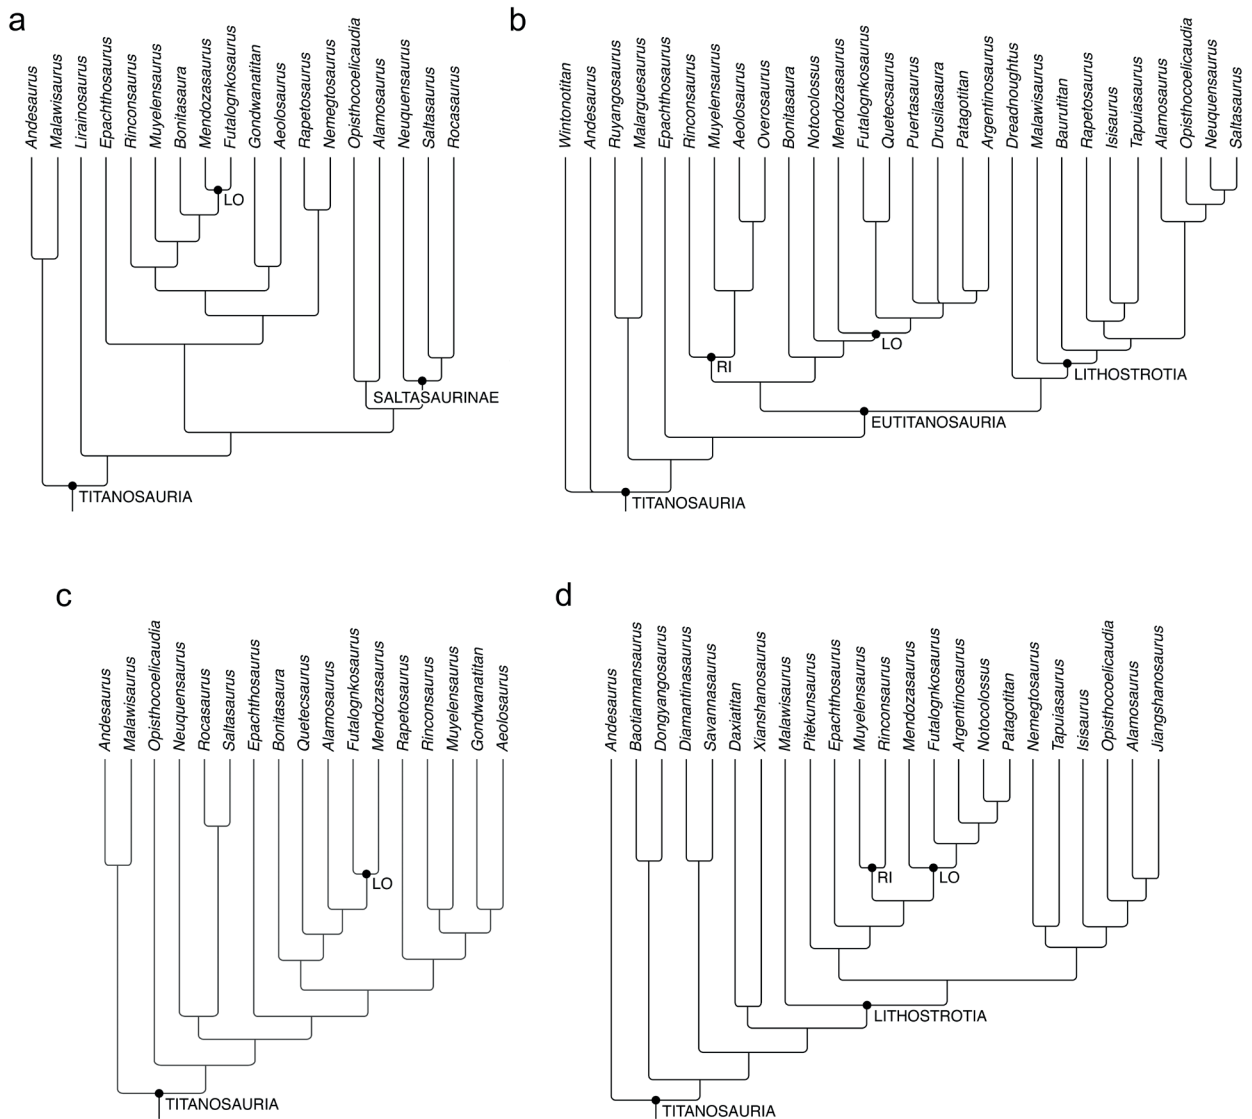 a
Andesaurus
Malawisaurus
Lirainosaurus
Epachthosaurus
Rinconsaurus
Muyelensaurus
Bonitasaura
Mendozasaurus
Futalognkosaurus
Gondwanatitan
Aeolosaurus
Rapetosaurus
Nemegtosaurus
Opisthocoelicaudia
Alamosaurus
Neuquensaurus
Saltasaurus
Rocasaurus
LO
SALTASAURINAE
TITANOSAURIA
b
Wintonotitan
Andesaurus
Ruyangosaurus
Malarguesaurus
Epachthosaurus
Rinconsaurus
Muyelensaurus
Aeolosaurus
Overosaurus
Bonitasaura
Notocolossus
Mendozasaurus
Futalognkosaurus
Quetecsaurus
Puertasaurus
Drusilasaura
Patagotitan
Argentinosaurus
Dreadnoughtus
Malawisaurus
Baurutitan
Rapetosaurus
Isisaurus
Tapuiasaurus
Alamosaurus
Opisthocoelicaudia
Neuquensaurus
Saltasaurus
LO
RI
LITHOSTROTIA
EUTITANOSAURIA
TITANOSAURIA
c
Andesaurus
Malawisaurus
Opisthocoelicaudia
Neuquensaurus
Rocasaurus
Saltasaurus
Epachthosaurus
Bonitasaura
Quetecsaurus
Alamosaurus
Futalognkosaurus
Mendozasaurus
Rapetosaurus
Rinconsaurus
Muyelensaurus
Gondwanatitan
Aeolosaurus
LO
TITANOSAURIA
d
Andesaurus
Baotianmansaurus
Dongyangosaurus
Diamantinasaurus
Savannasaurus
Daxiatitan
Xianshanosaurus
Malawisaurus
Pitekunsaurus
Epachthosaurus
Muyelensaurus
Rinconsaurus
Mendozasaurus
Futalognkosaurus
Argentinosaurus
Notocolossus
Patagotitan
Nemegtosaurus
Tapuiasaurus
Isisaurus
Opisthocoelicaudia
Alamosaurus
Jiangshanosaurus
RI
LO
LITHOSTROTIA
TITANOSAURIA